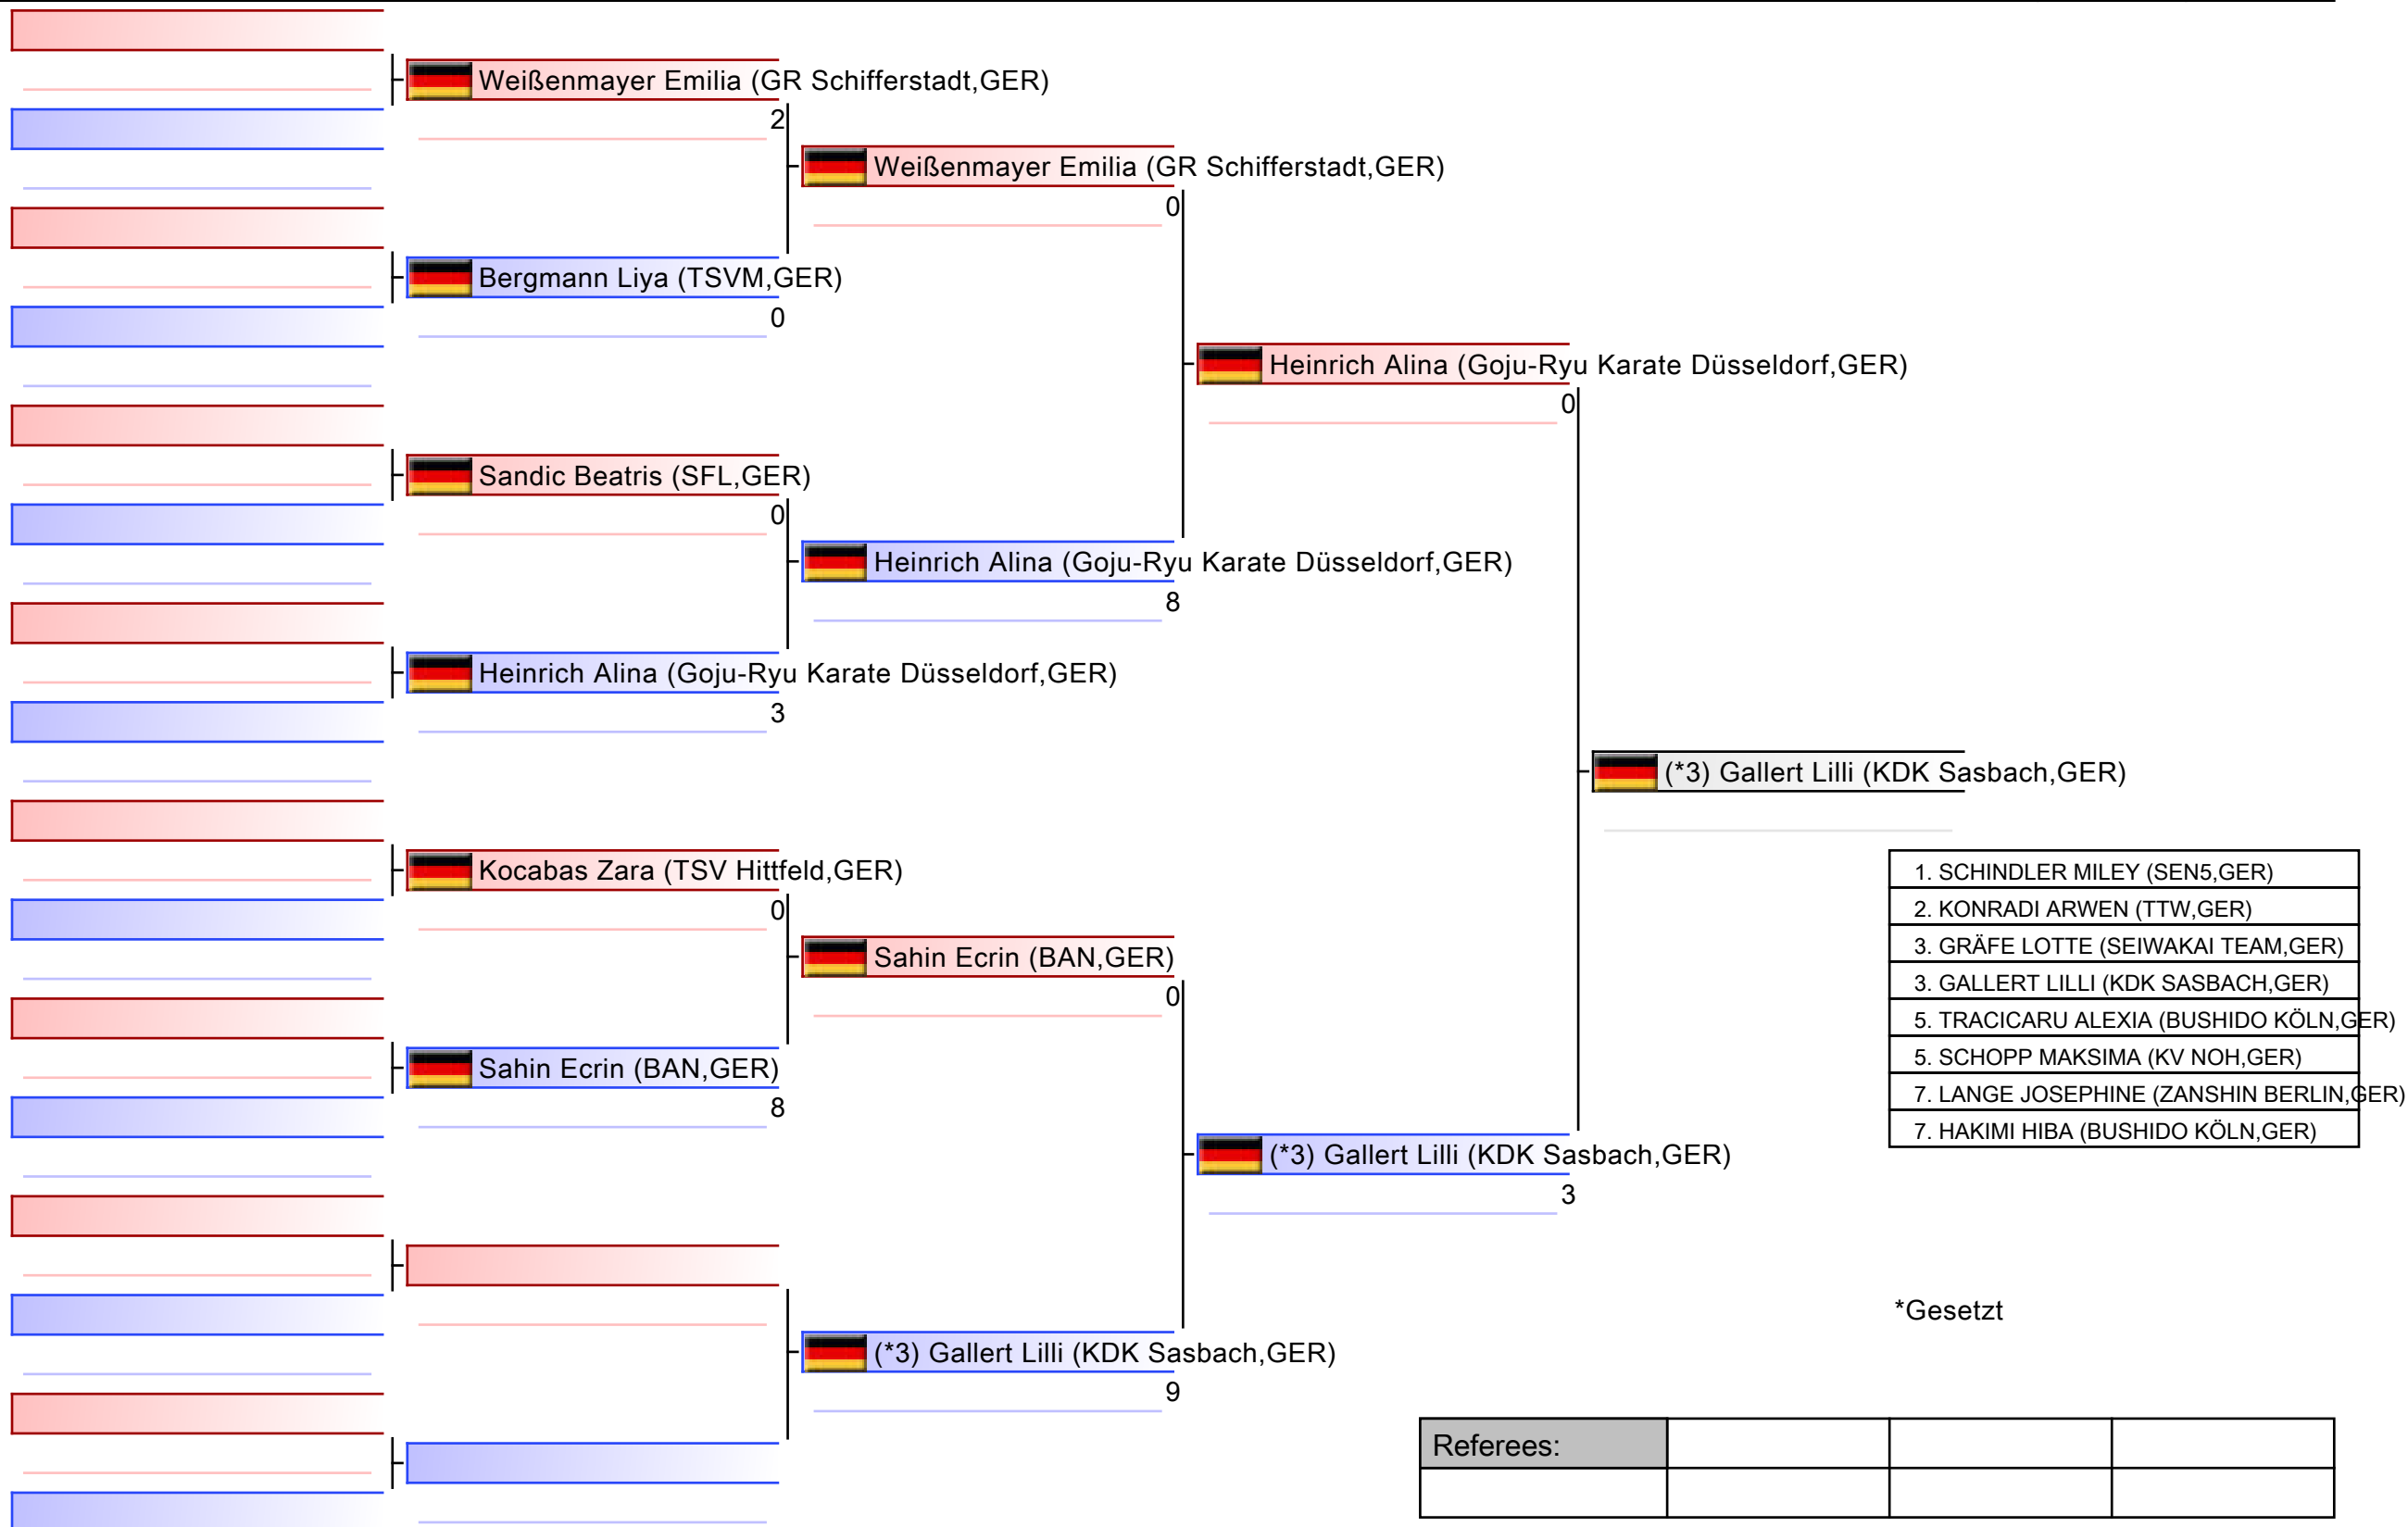 Weißenmayer Emilia (GR Schifferstadt,GER)
2
Weißenmayer Emilia (GR Schifferstadt,GER)
0
Bergmann Liya (TSVM,GER)
0
Heinrich Alina (Goju-Ryu Karate Düsseldorf,GER)
0
Sandic Beatris (SFL,GER)
0
Heinrich Alina (Goju-Ryu Karate Düsseldorf,GER)
8
Heinrich Alina (Goju-Ryu Karate Düsseldorf,GER)
3
(*3) Gallert Lilli (KDK Sasbach,GER)
Kocabas Zara (TSV Hittfeld,GER)
0
Sahin Ecrin (BAN,GER)
0
Sahin Ecrin (BAN,GER)
8
(*3) Gallert Lilli (KDK Sasbach,GER)
3
(*3) Gallert Lilli (KDK Sasbach,GER)
9
1. SCHINDLER MILEY (SEN5,GER)
2. KONRADI ARWEN (TTW,GER)
3. GRÄFE LOTTE (SEIWAKAI TEAM,GER)
3. GALLERT LILLI (KDK SASBACH,GER)
5. TRACICARU ALEXIA (BUSHIDO KÖLN,GER)
5. SCHOPP MAKSIMA (KV NOH,GER)
7. LANGE JOSEPHINE (ZANSHIN BERLIN,GER)
7. HAKIMI HIBA (BUSHIDO KÖLN,GER)
*Gesetzt
Referees: